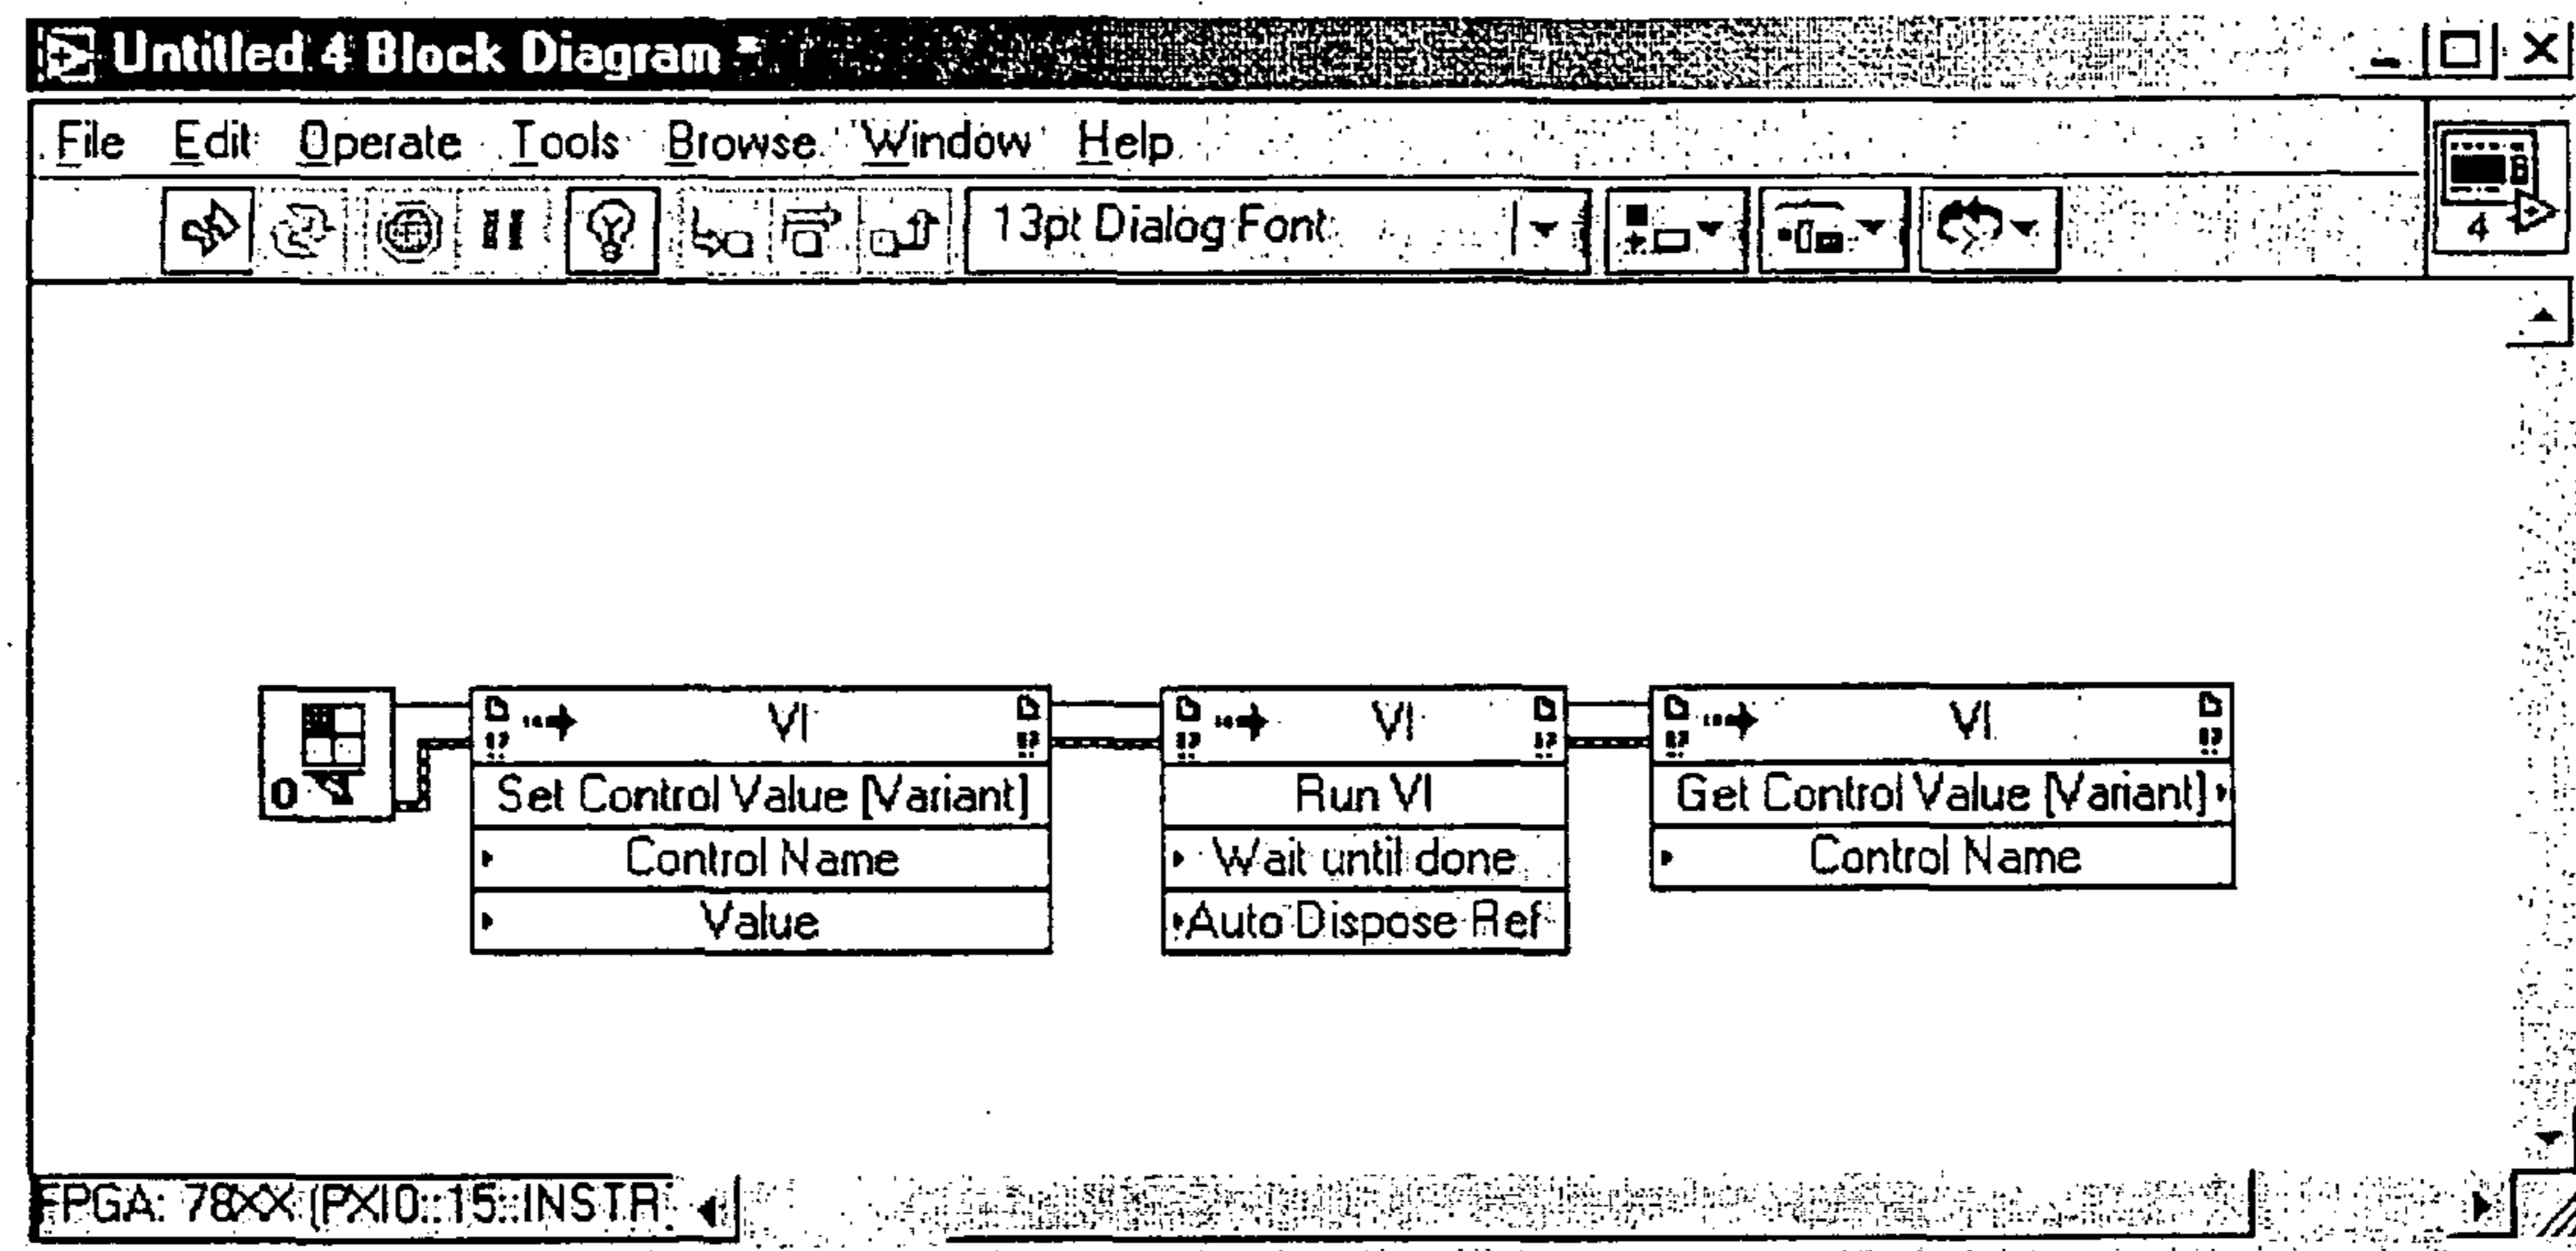 Untitled 4 Block Diagram *
File Edit Operate Tools Browse Window Help
13pt Dialog Font
4
VI VI VI
Set Control Value [Variant] Run VI Get Control Value [Variant]
Control Name Wait until done Control Name
Value Auto Dispose Ref
0
FPGA: 78XX (PXI0::15::INSTR